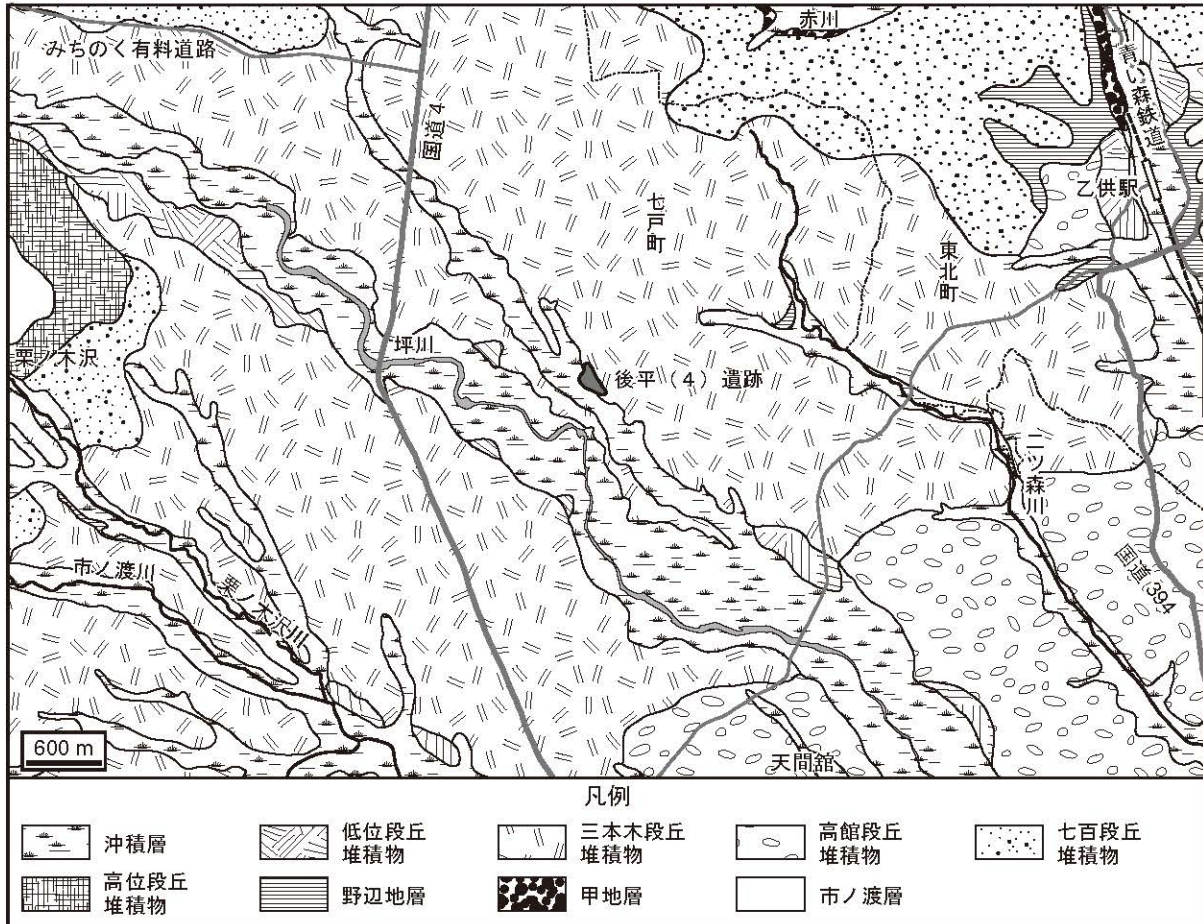 赤川
みちのく有料道路
青い森鉄道
国道4
乙供駅
七戸町
東北町
坪川
後平(4)遺跡
栗ノ木沢
二ツ森川
市ノ渡川
栗ノ木沢川
国道394
600 m
天間舘
凡例
沖積層
低位段丘
堆積物
三本木段丘
堆積物
高館段丘
堆積物
七百段丘
堆積物
高位段丘
堆積物
野辺地層
甲地層
市ノ渡層